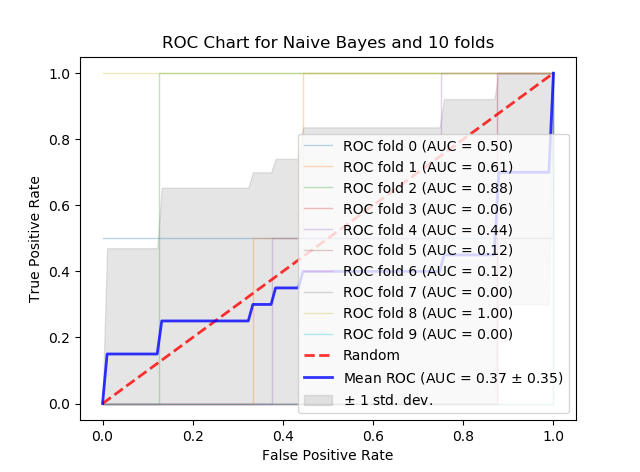 ROC Chart for Naive Bayes and 10 folds
1.0
0.8
0.6
0.4
0.2
0.0
True Positive Rate
ROC fold 0 (AUC = 0.50)
ROC fold 1 (AUC = 0.61)
ROC fold 2 (AUC = 0.88)
ROC fold 3 (AUC = 0.06)
ROC fold 4 (AUC = 0.44)
ROC fold 5 (AUC = 0.12)
ROC fold 6 (AUC = 0.12)
ROC fold 7 (AUC = 0.00)
ROC fold 8 (AUC = 1.00)
ROC fold 9 (AUC = 0.00)
Random
Mean ROC (AUC = 0.37 ± 0.35)
± 1 std. dev.
0.0 0.2 0.4 0.6 0.8 1.0
False Positive Rate